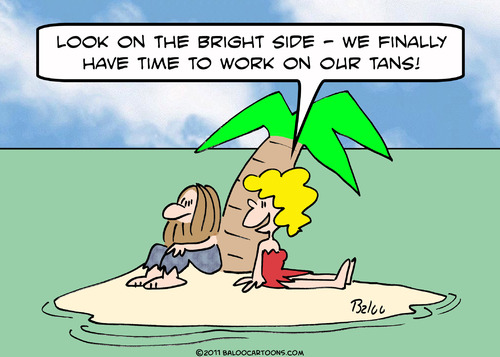 LOOK ON THE BRIGHT SIDE – WE FINALLY
HAVE TIME TO WORK ON OUR TANS!
Baloo
©2011 BALOOCARTOONS.COM